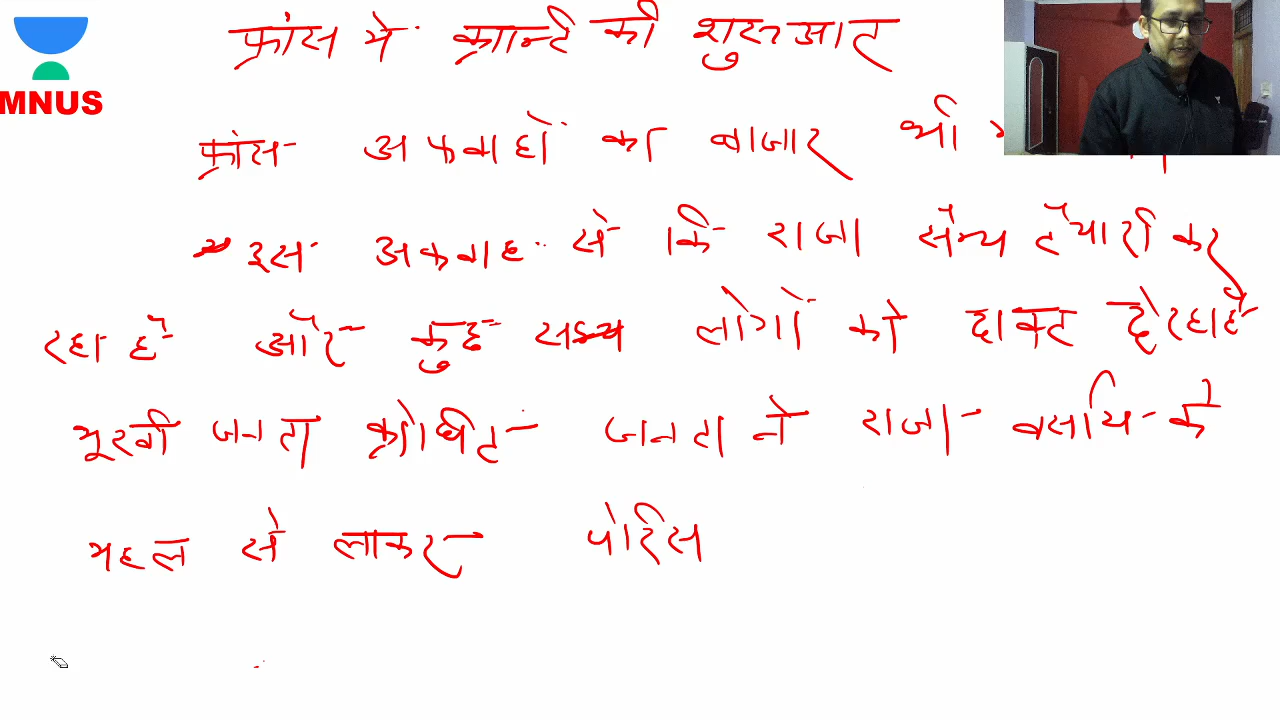 MNUS
फ्रांस मे क्रान्ति की शुरुआत
फ्रांस अफवाहों का बाजार
इस अफवाह से कि राजा सैन्य तैयारी कर
रहा है और कुछ लोगों को दावत दे रहा है
भूखी जनता क्रोधित जनता ने राजा वर्साय के
महल से लाकर पेरिस